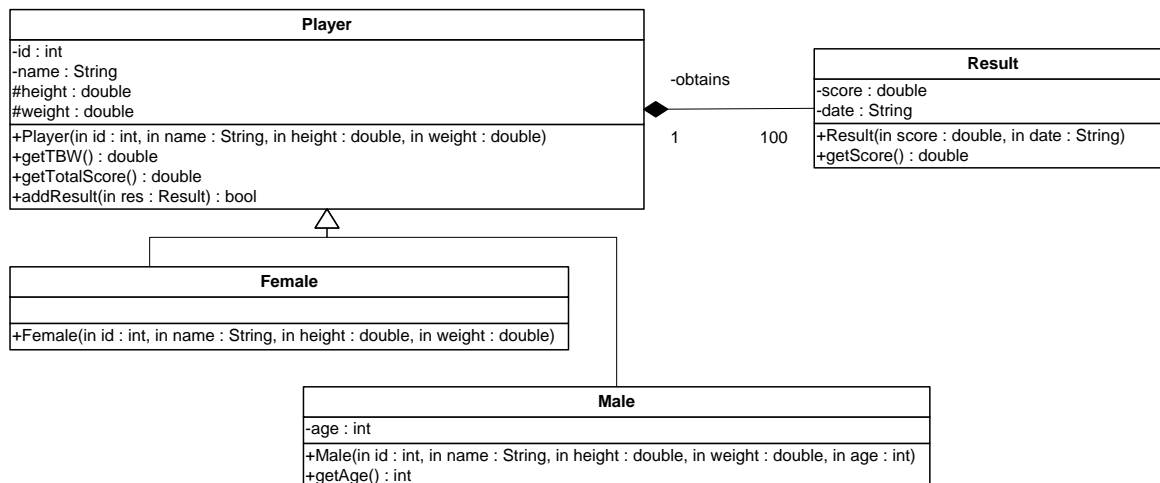 Player
-id : int
-name : String
#height : double
#weight : double
+Player(in id : int, in name : String, in height : double, in weight : double)
+getTBW() : double
+getTotalScore() : double
+addResult(in res : Result) : bool
-obtains
1
100
Result
-score : double
-date : String
+Result(in score : double, in date : String)
+getScore() : double
Female
+Female(in id : int, in name : String, in height : double, in weight : double)
Male
-age : int
+Male(in id : int, in name : String, in height : double, in weight : double, in age : int)
+getAge() : int